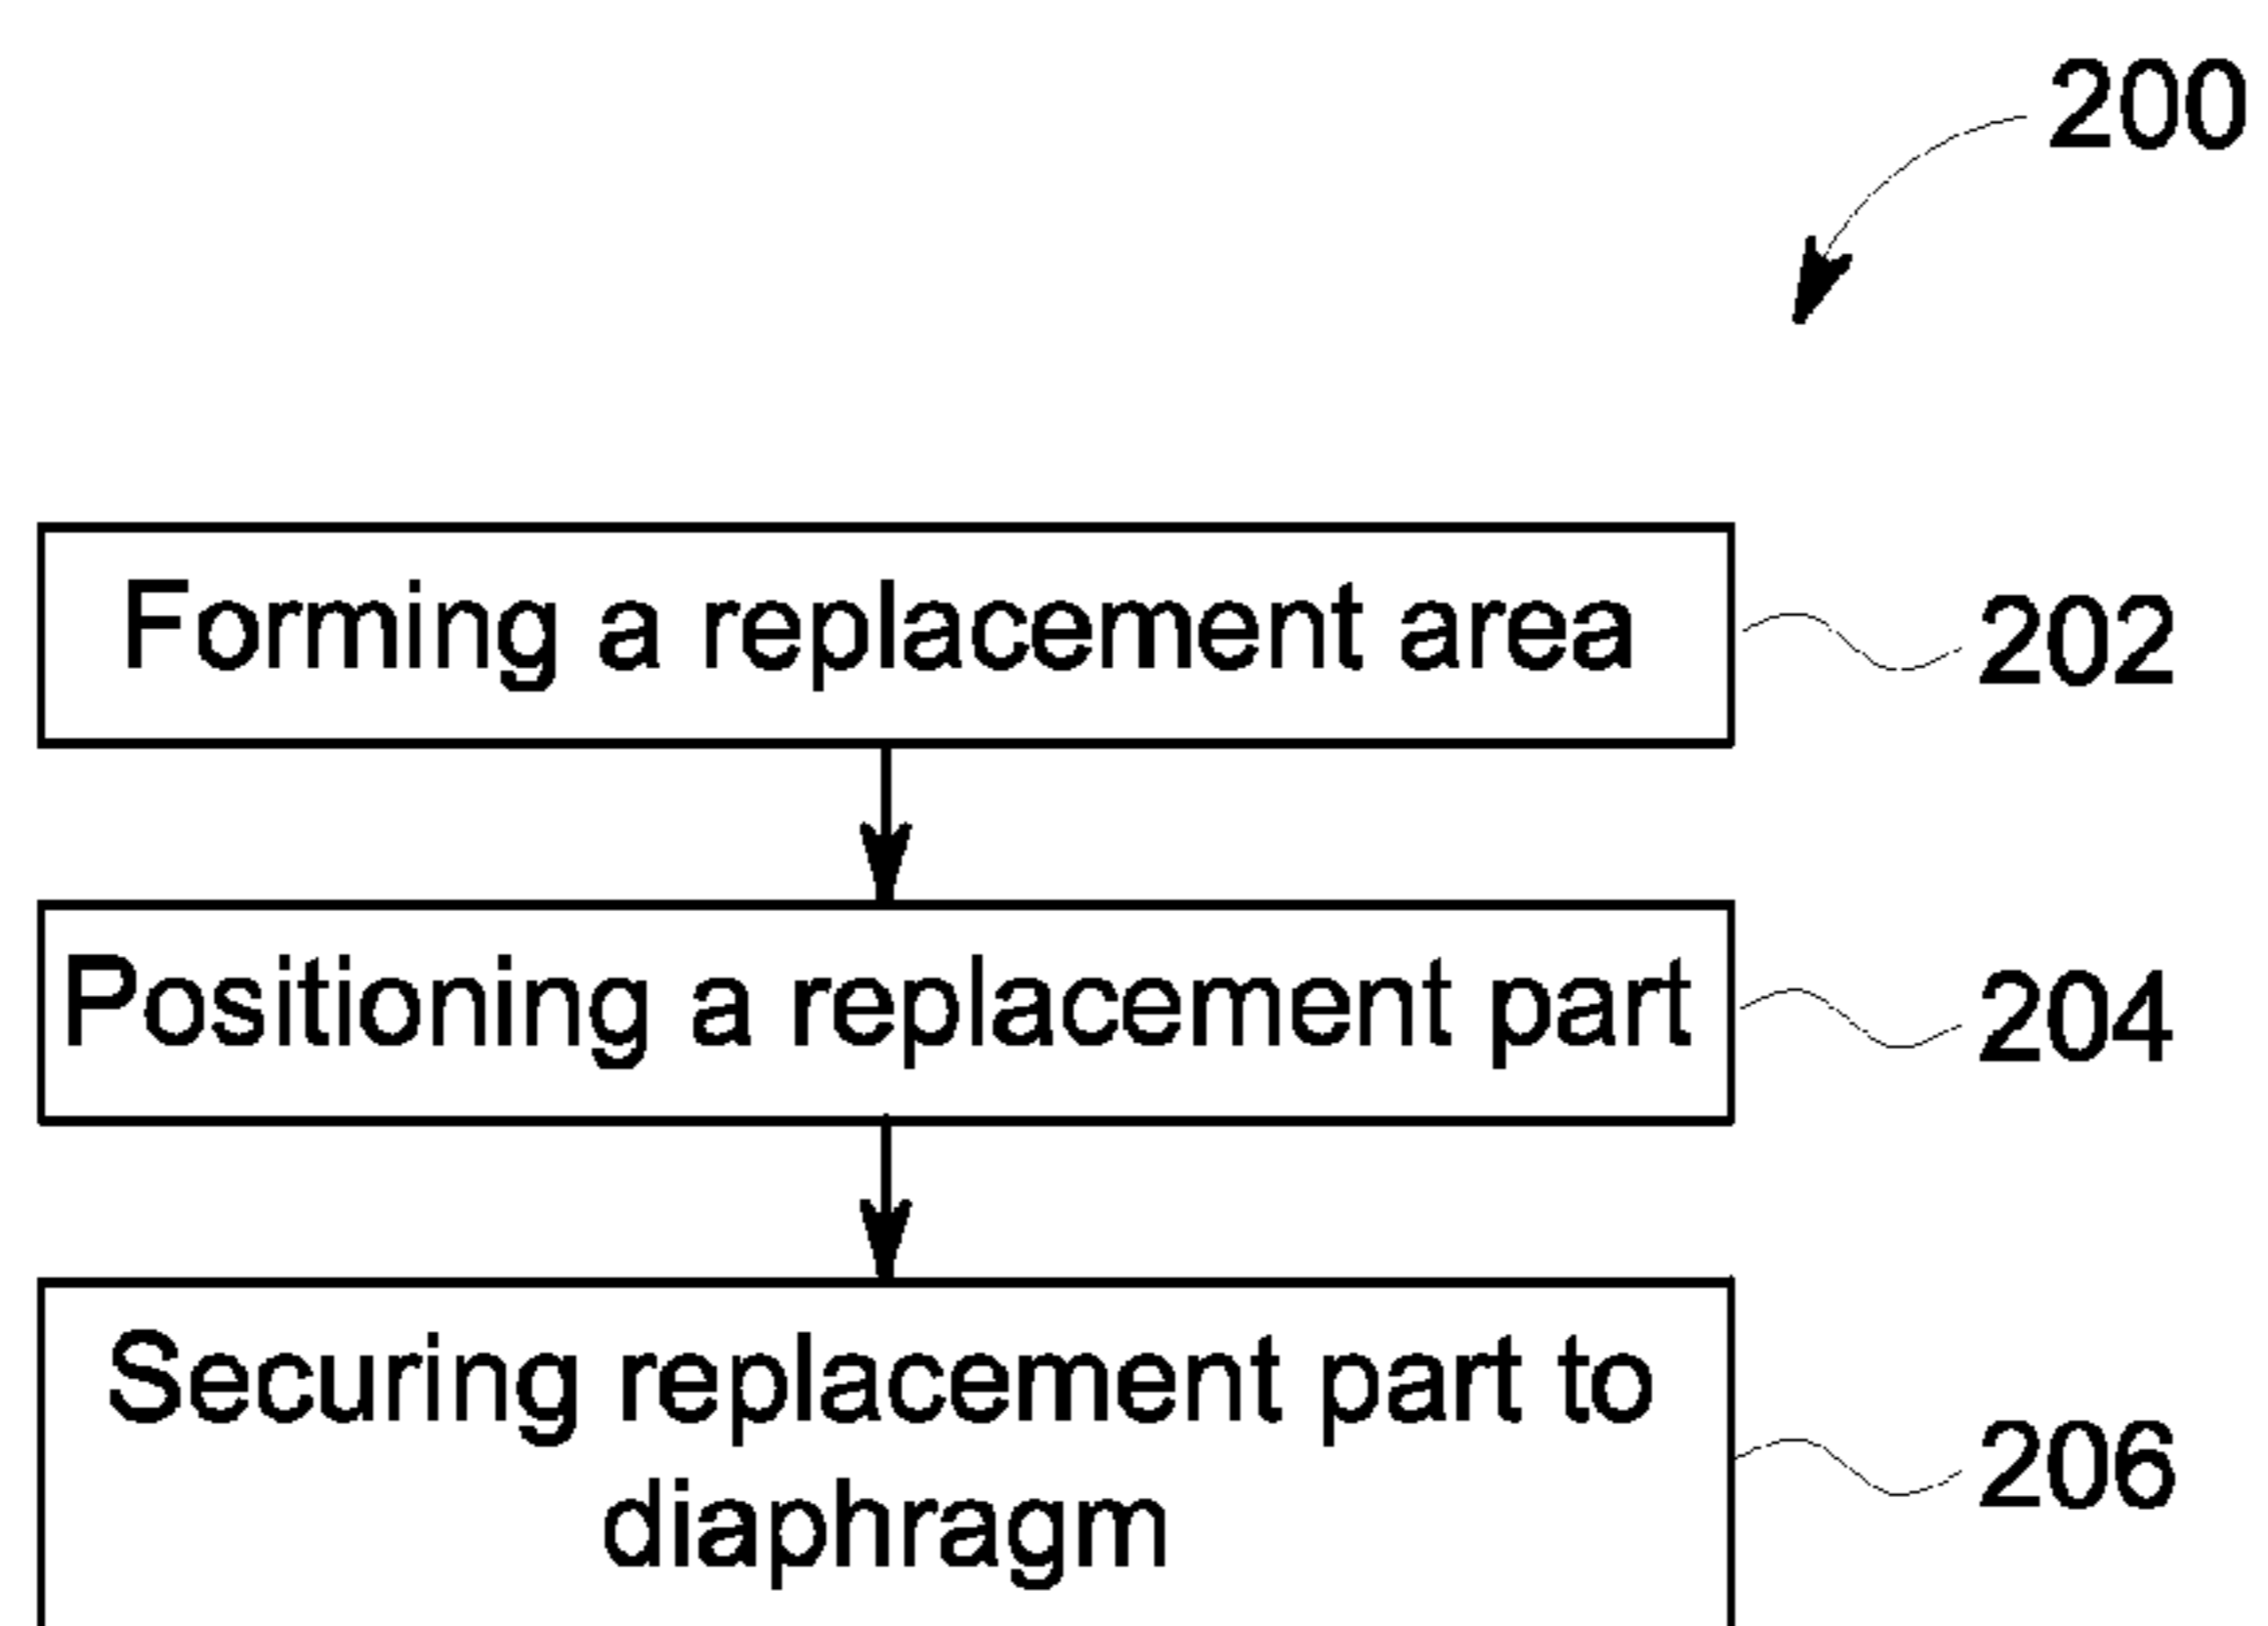 200
Forming a replacement area
202
Positioning a replacement part
204
Securing replacement part to
diaphragm
206